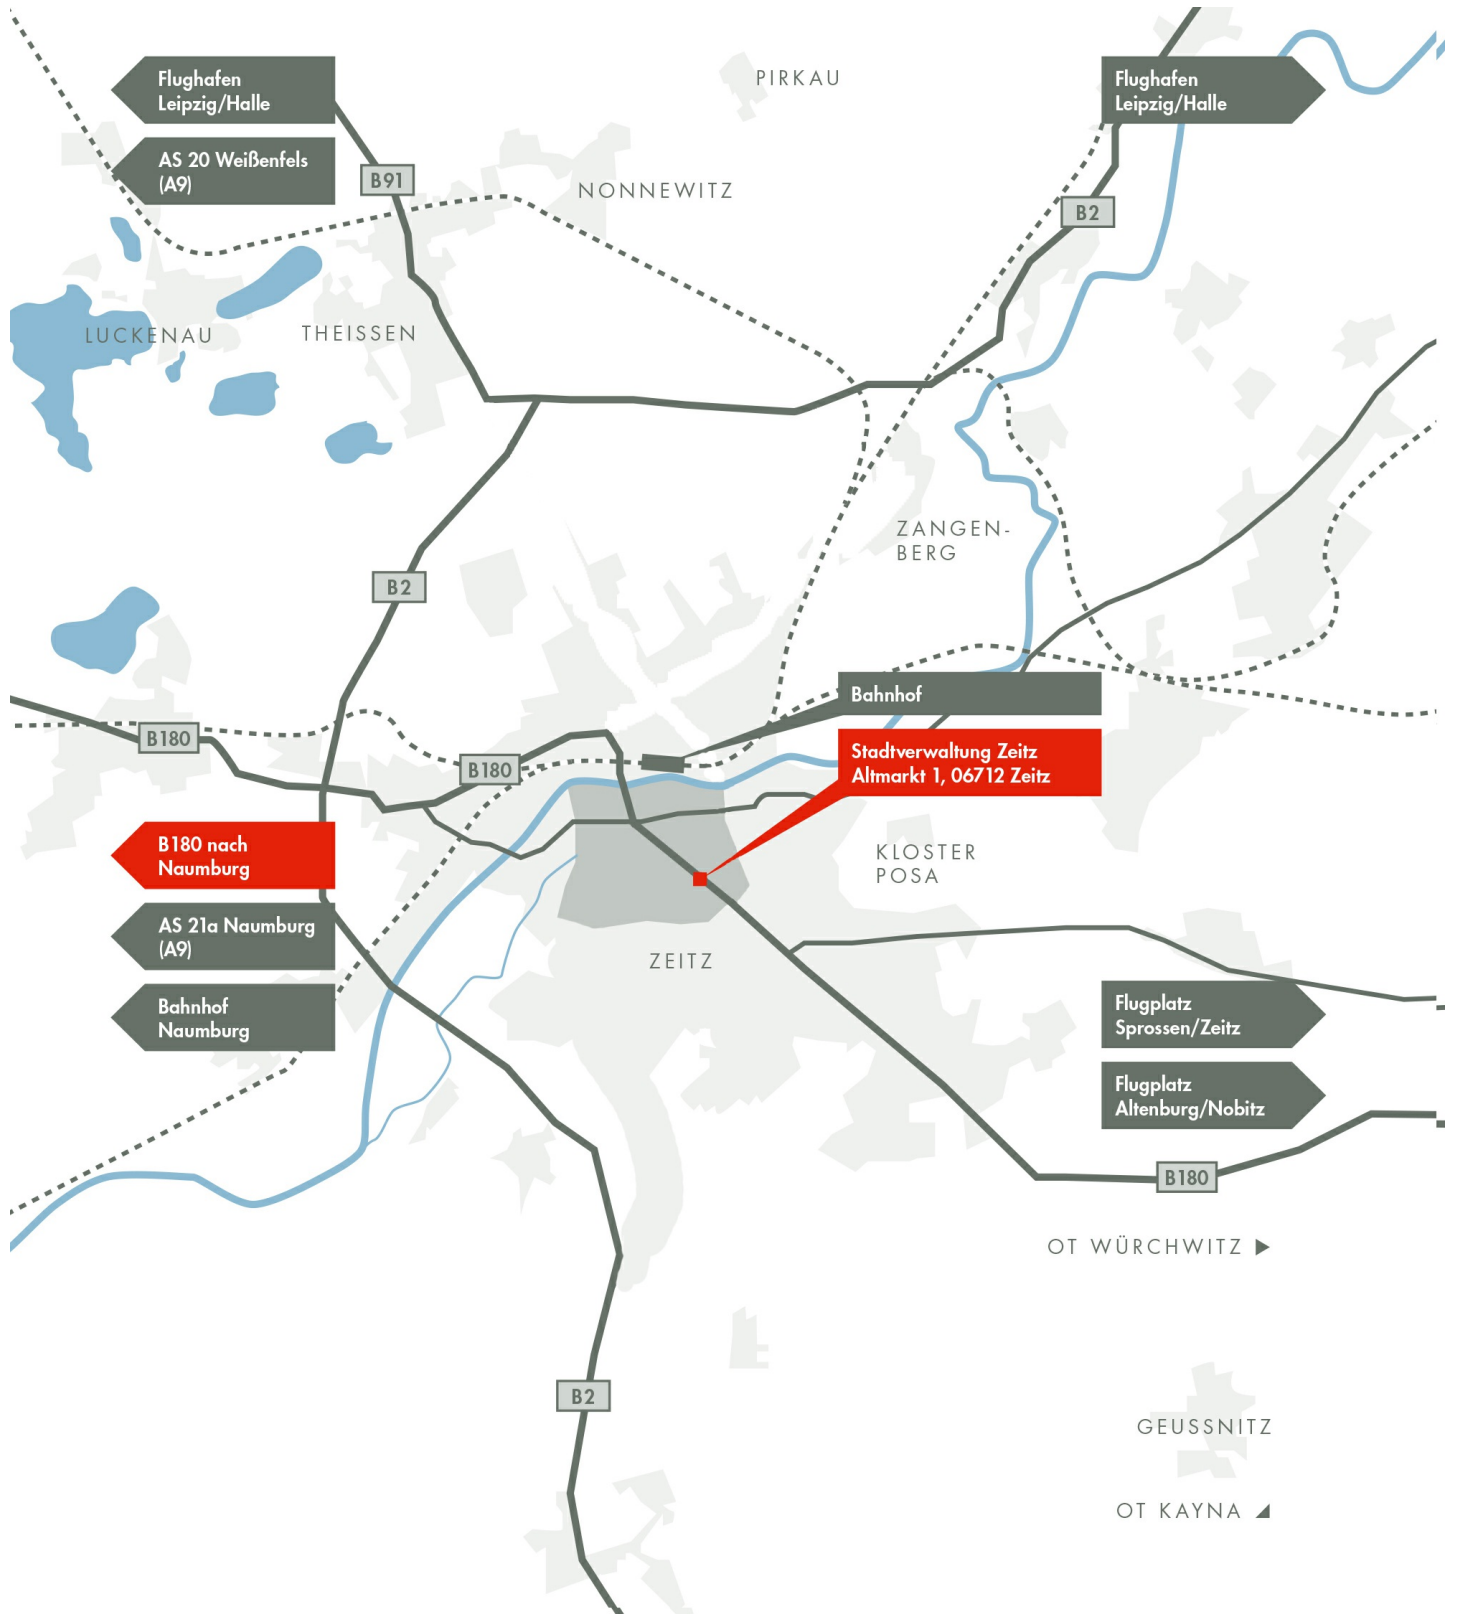 PIRKAU
Flughafen
Leipzig/Halle
Flughafen
Leipzig/Halle
AS 20 Weißenfels
(A9)
B91
NONNEWITZ
B2
LUCKENAU
THEISSEN
ZANGEN-
BERG
B2
Bahnhof
B180
B180
Stadtverwaltung Zeitz
Altmarkt 1, 06712 Zeitz
B180 nach
Naumburg
KLOSTER
POSA
AS 21a Naumburg
(A9)
ZEITZ
Bahnhof
Naumburg
Flugplatz
Sprossen/Zeitz
Flugplatz
Altenburg/Nobitz
B180
OT WÜRCHWITZ
B2
GEUSSNITZ
OT KAYNA